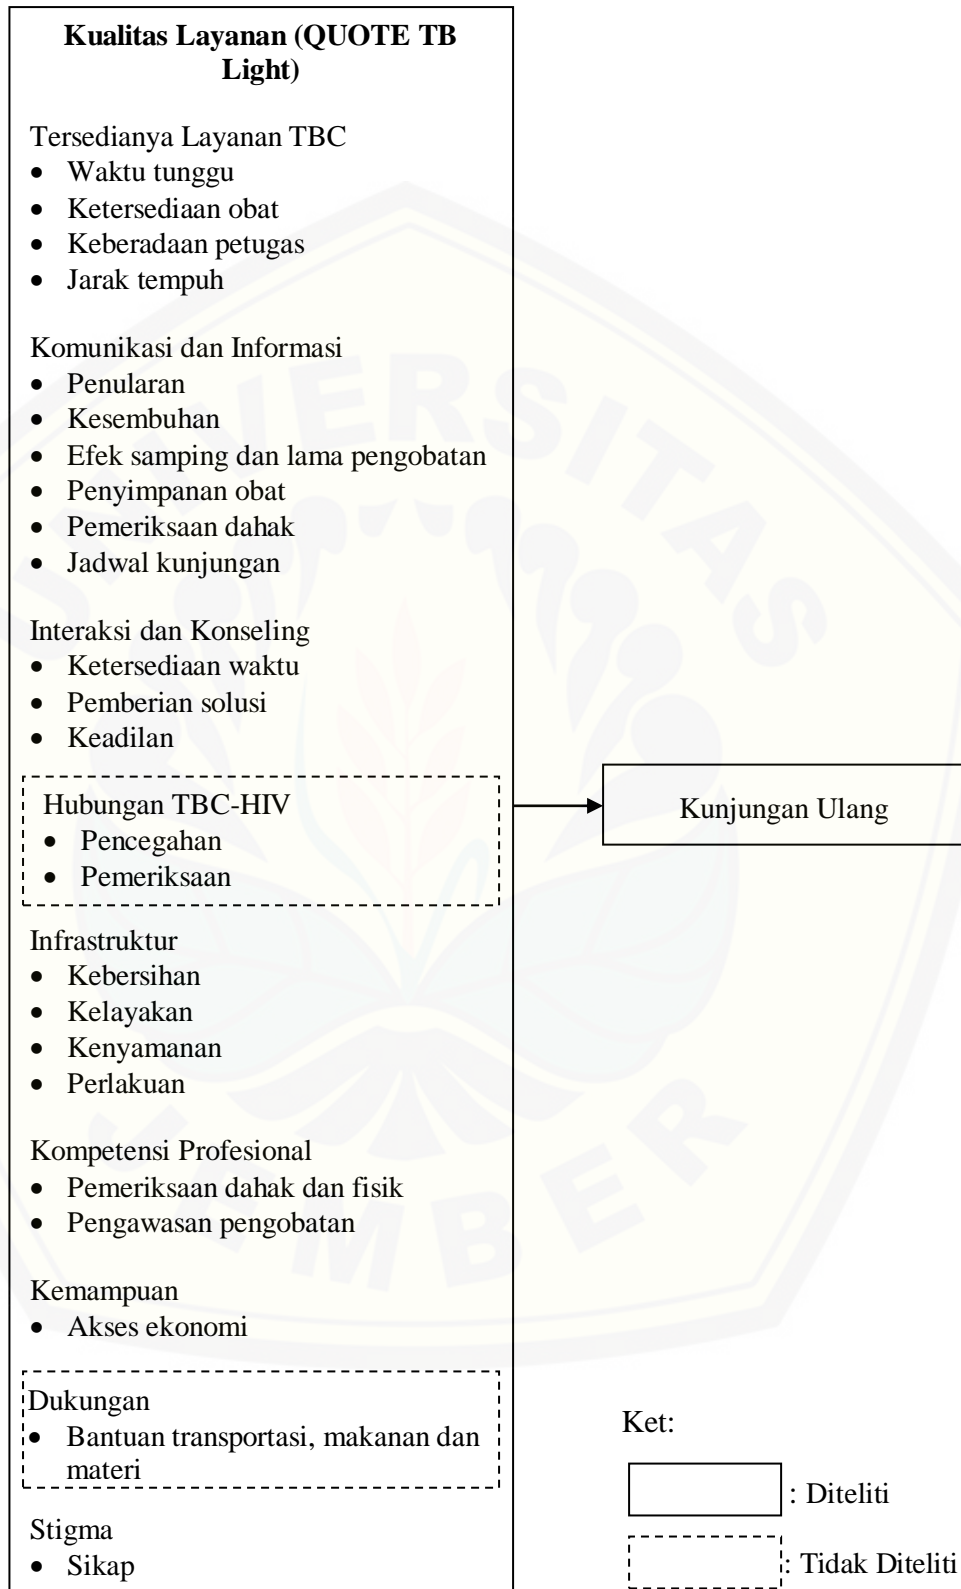 Kualitas Layanan (QUOTE TB
Light)
Tersedianya Layanan TBC
• Waktu tunggu
• Ketersediaan obat
• Keberadaan petugas
• Jarak tempuh
Komunikasi dan Informasi
• Penularan
• Kesembuhan
• Efek samping dan lama pengobatan
• Penyimpanan obat
• Pemeriksaan dahak
• Jadwal kunjungan
Interaksi dan Konseling
• Ketersediaan waktu
• Pemberian solusi
• Keadilan
Hubungan TBC-HIV
• Pencegahan
• Pemeriksaan
Infrastruktur
• Kebersihan
• Kelayakan
• Kenyamanan
• Perlakuan
Kompetensi Profesional
• Pemeriksaan dahak dan fisik
• Pengawasan pengobatan
Kemampuan
• Akses ekonomi
Dukungan
• Bantuan transportasi, makanan dan
materi
Stigma
• Sikap
Kunjungan Ulang
Ket:
: Diteliti
: Tidak Diteliti
UNIVERSITAS
JEMBER